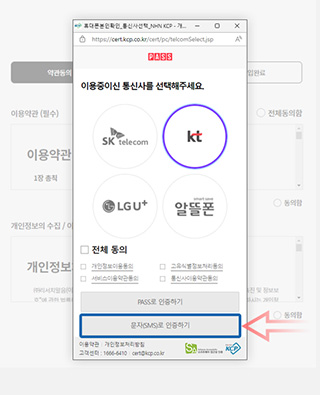 휴대폰본인확인_통신사선택_NHN KCP - 개...
https://cert.kcp.co.kr/cert/pc/telcomSelect.jsp
PASS
이용중이신 통신사를 선택해주세요.
SK telecom
kt
LG U+
알뜰폰
전체 동의
개인정보이용동의
고유식별정보처리동의
서비스이용약관동의
통신사이용약관동의
PASS로 인증하기
문자(SMS)로 인증하기
이용약관 | 개인정보처리방침
고객센터 : 1666-6410 | cert@kcp.co.kr
KCP
약관동의
입완료
이용약관 (필수)
전체동의함
이용약관
1장 총칙
동의함
개인정보의 수집 / 이
개인정보
동의함